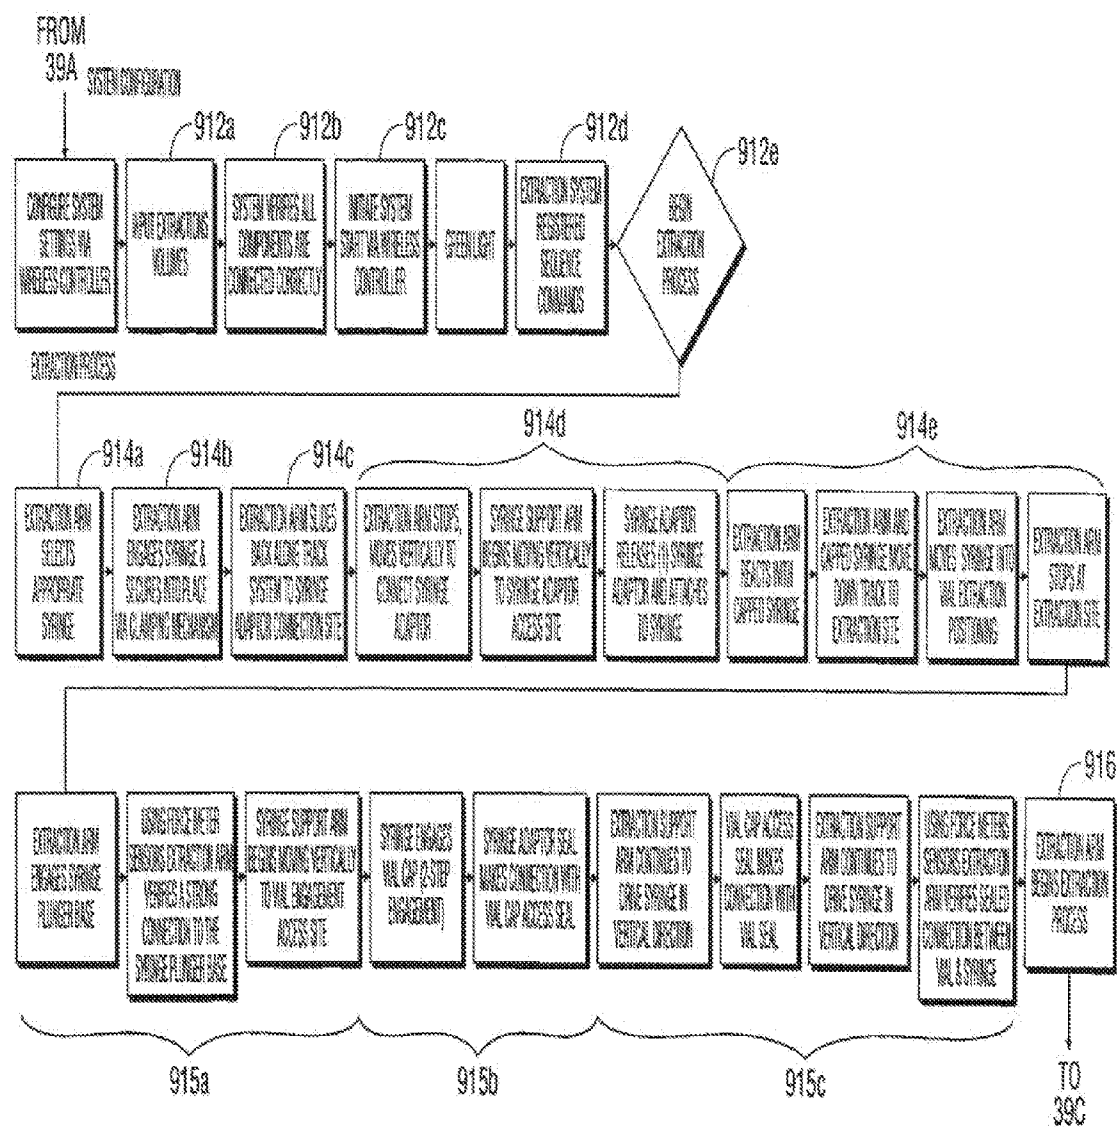 FROM
39A
SYSTEM CONFIGURATION
912a
912b
912c
912d
912e
CONFIGURE SYSTEM
SETTINGS VIA
WIRELESS CONTROLLER
INPUT EXTRACTIONS
VOLUMES
SYSTEM VERIFIES ALL
COMPONENTS ARE
CONNECTED CORRECTLY
INITIATE SYSTEM
START VIA WIRELESS
CONTROLLER
GREEN LIGHT
EXTRACTION SYSTEM
REGISTERED
SEQUENCE
COMMANDS
BEGIN
EXTRACTION
PROCESS
EXTRACTION PROCESS
914a
914b
914c
914d
914e
EXTRACTION ARM
SELECTS
APPROPRIATE
SYRINGE
EXTRACTION ARM
ENGAGES SYRINGE &
SECURES INTO PLACE
VIA CLAMPING MECHANISM
EXTRACTION ARM SLIDES
BACK ALONG TRACK
SYSTEM TO SYRINGE
ADAPTOR CONNECTION SITE
EXTRACTION ARM STOPS,
MOVES VERTICALLY TO
CONNECT SYRINGE
ADAPTOR
SYRINGE SUPPORT ARM
BEGINS MOVING VERTICALLY
TO SYRINGE ADAPTOR
ACCESS SITE
SYRINGE ADAPTOR
RELEASES (1) SYRINGE
ADAPTOR AND ATTACHES
TO SYRINGE
EXTRACTION ARM
REACTS WITH
CAPPED SYRINGE
EXTRACTION ARM AND
CAPPED SYRINGE MOVE
DOWN TRACK TO
EXTRACTION SITE
EXTRACTION ARM
MOVES SYRINGE INTO
VIAL EXTRACTION
POSITIONING
EXTRACTION ARM
STOPS AT
EXTRACTION SITE
916
EXTRACTION ARM
ENGAGES SYRINGE
PLUNGER BASE
USING FORCE METER
SENSORS EXTRACTION ARM
VERIFIES A STRONG
CONNECTION TO THE
SYRINGE PLUNGER BASE
SYRINGE SUPPORT ARM
BEGINS MOVING VERTICALLY
TO VIAL ENGAGEMENT
ACCESS SITE
SYRINGE ENGAGES
VIAL CAP (2-STEP
ENGAGEMENT)
SYRINGE ADAPTOR SEAL
MAKES CONNECTION WITH
VIAL CAP ACCESS SEAL
EXTRACTION SUPPORT
ARM CONTINUES TO
DRIVE SYRINGE IN
VERTICAL DIRECTION
VIAL CAP ACCESS
SEAL MAKES
CONNECTION WITH
VIAL SEAL
EXTRACTION SUPPORT
ARM CONTINUES TO
DRIVE SYRINGE IN
VERTICAL DIRECTION
USING FORCE METERS
SENSORS EXTRACTION
ARM VERIFIES SEALED
CONNECTION BETWEEN
VIAL & SYRINGE
EXTRACTION ARM
BEGINS EXTRACTION
PROCESS
915a
915b
915c
TO
39C